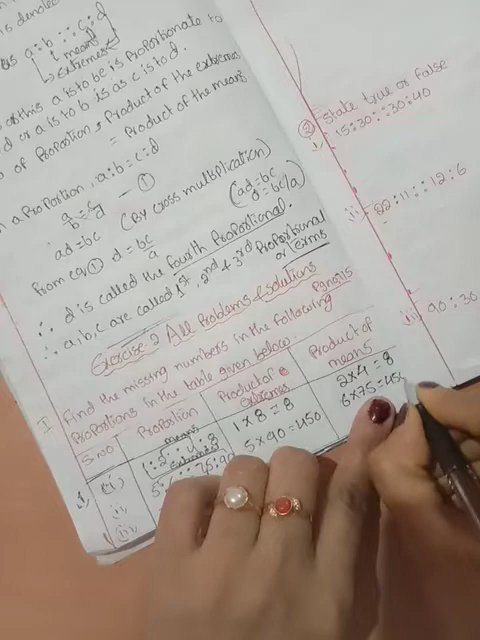 is denoted
as a:b::c:d
means
extremes
this a is to be is proportionate to
d or a is to b is as c is to d.
of Proportion, Product of the extremes
= Product of the means
In a Proportion, a:b=c:d
a/b = c/d — ①
ad=bc (By cross multiplication)
From eq ① d = bc/a (ad=bc d=bc/a)
∴ d is called the fourth Proportional.
∴ a,b,c are called 1st, 2nd & 3rd Proportional
or terms
Exercise-2 All Problems & solutions
I Find the missing numbers in the following
Proportions in the table given below.
S.NO Proportion Product of extremes Product of means
means
1:2::4:8 1×8=8 2×4=8
extremes
5:6::75:90 5×90=450 6×75=45
② State true or false
i) 15:30::30:40
ii) 22:11::12:6
iii) 90:30